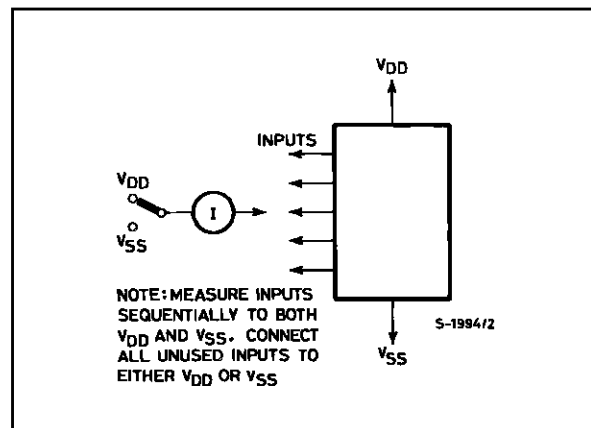 VDD
INPUTS
VDD
I
VSS
NOTE: MEASURE INPUTS
SEQUENTIALLY TO BOTH
VDD AND VSS. CONNECT
ALL UNUSED INPUTS TO
EITHER VDD OR VSS
S-1994/2
VSS